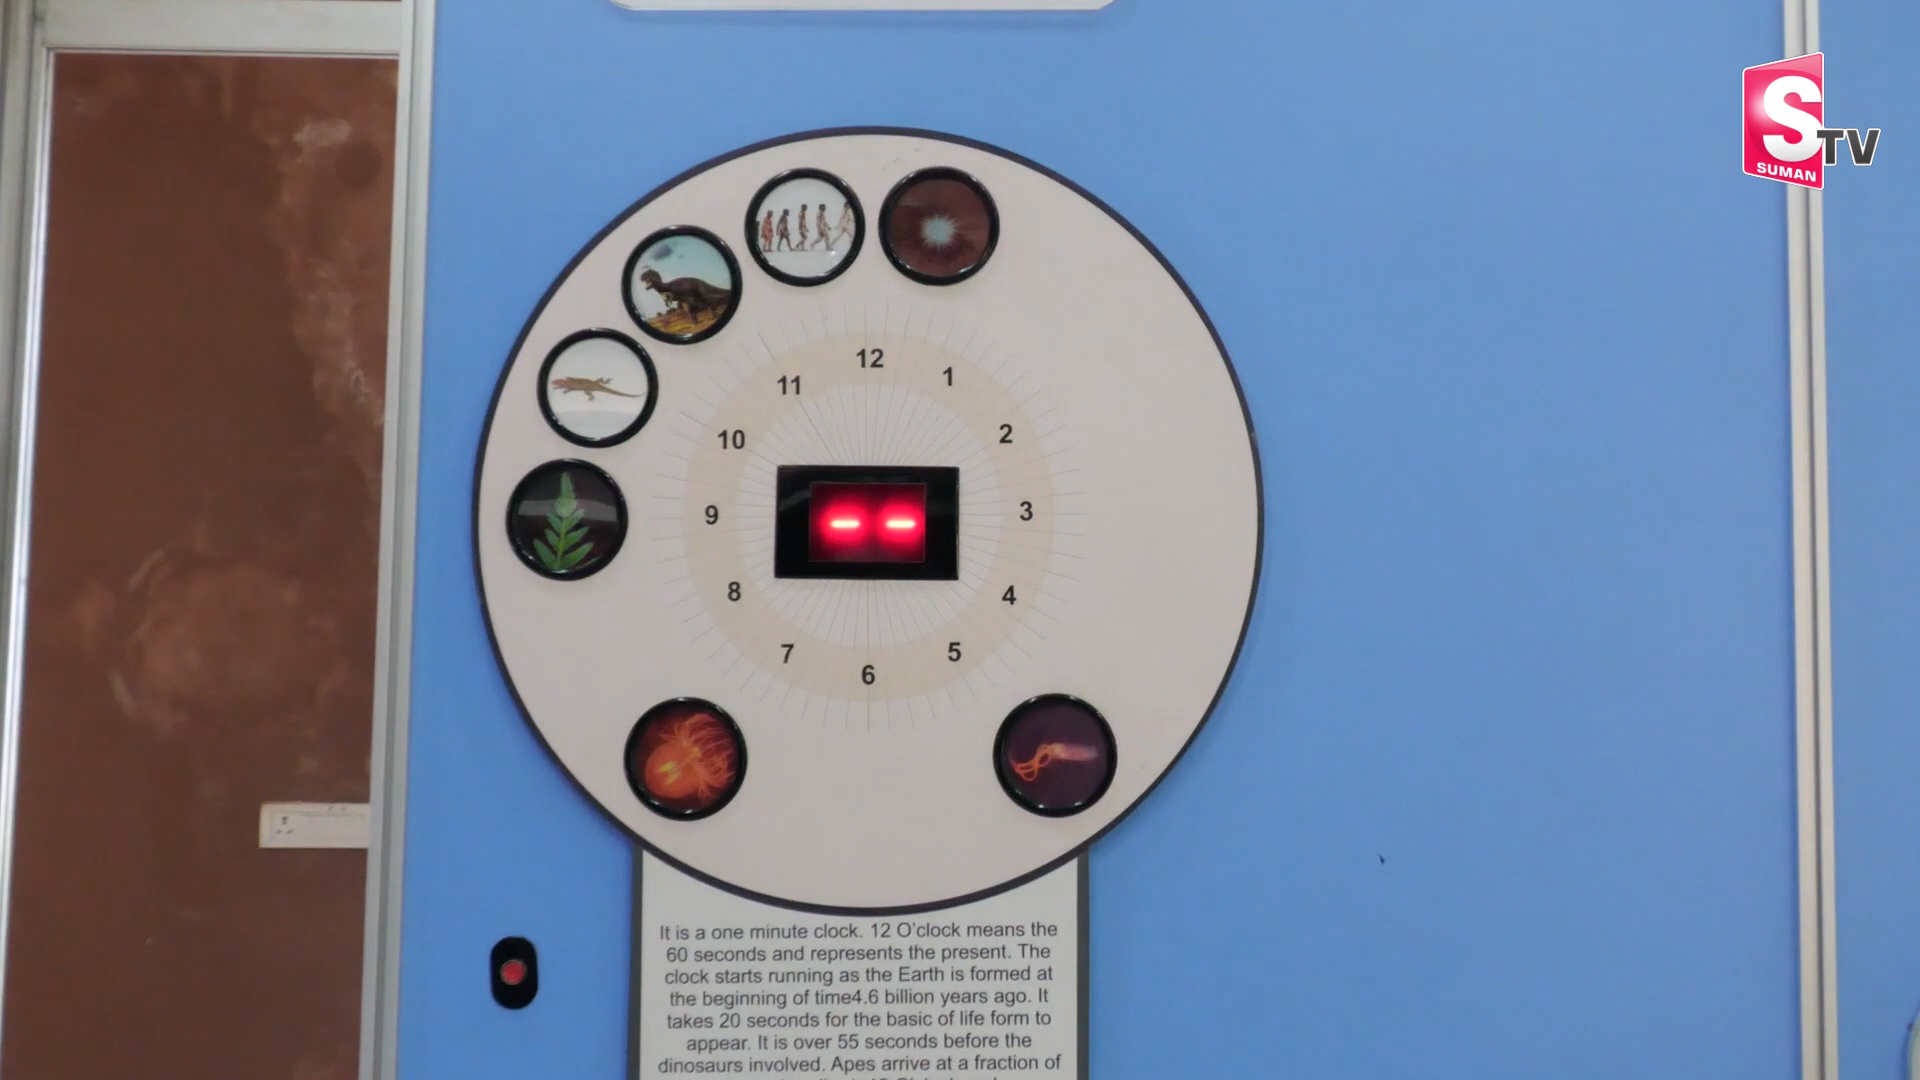 S TV
SUMAN
12
11
1
10
2
9
3
8
4
7
5
6
It is a one minute clock. 12 O'clock means the
60 seconds and represents the present. The
clock starts running as the Earth is formed at
the beginning of time4.6 billion years ago. It
takes 20 seconds for the basic of life form to
appear. It is over 55 seconds before the
dinosaurs involved. Apes arrive at a fraction of